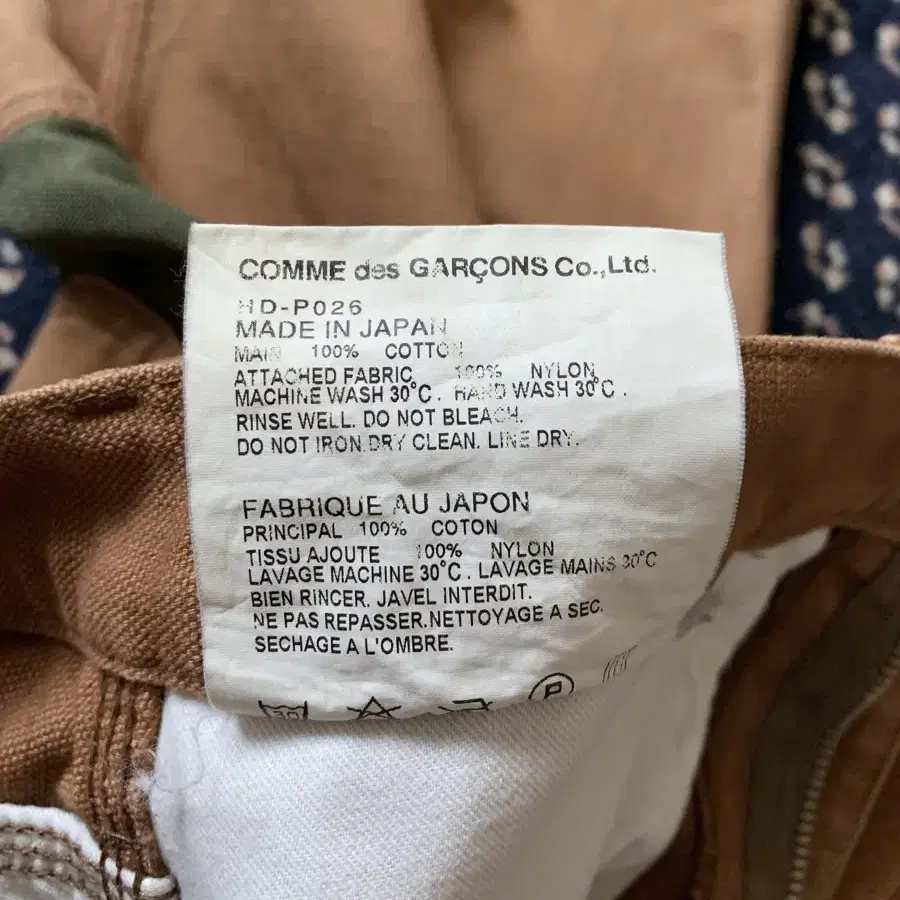 COMME des GARÇONS Co.,Ltd.
HD-P026
MADE IN JAPAN
MAIN 100% COTTON
ATTACHED FABRIC 100% NYLON
MACHINE WASH 30°C . HAND WASH 30°C .
RINSE WELL. DO NOT BLEACH.
DO NOT IRON.DRY CLEAN. LINE DRY.
FABRIQUE AU JAPON
PRINCIPAL 100% COTON
TISSU AJOUTE 100% NYLON
LAVAGE MACHINE 30°C . LAVAGE MAINS 30°C
BIEN RINCER. JAVEL INTERDIT.
NE PAS REPASSER.NETTOYAGE A SEC.
SECHAGE A L'OMBRE.
30 P